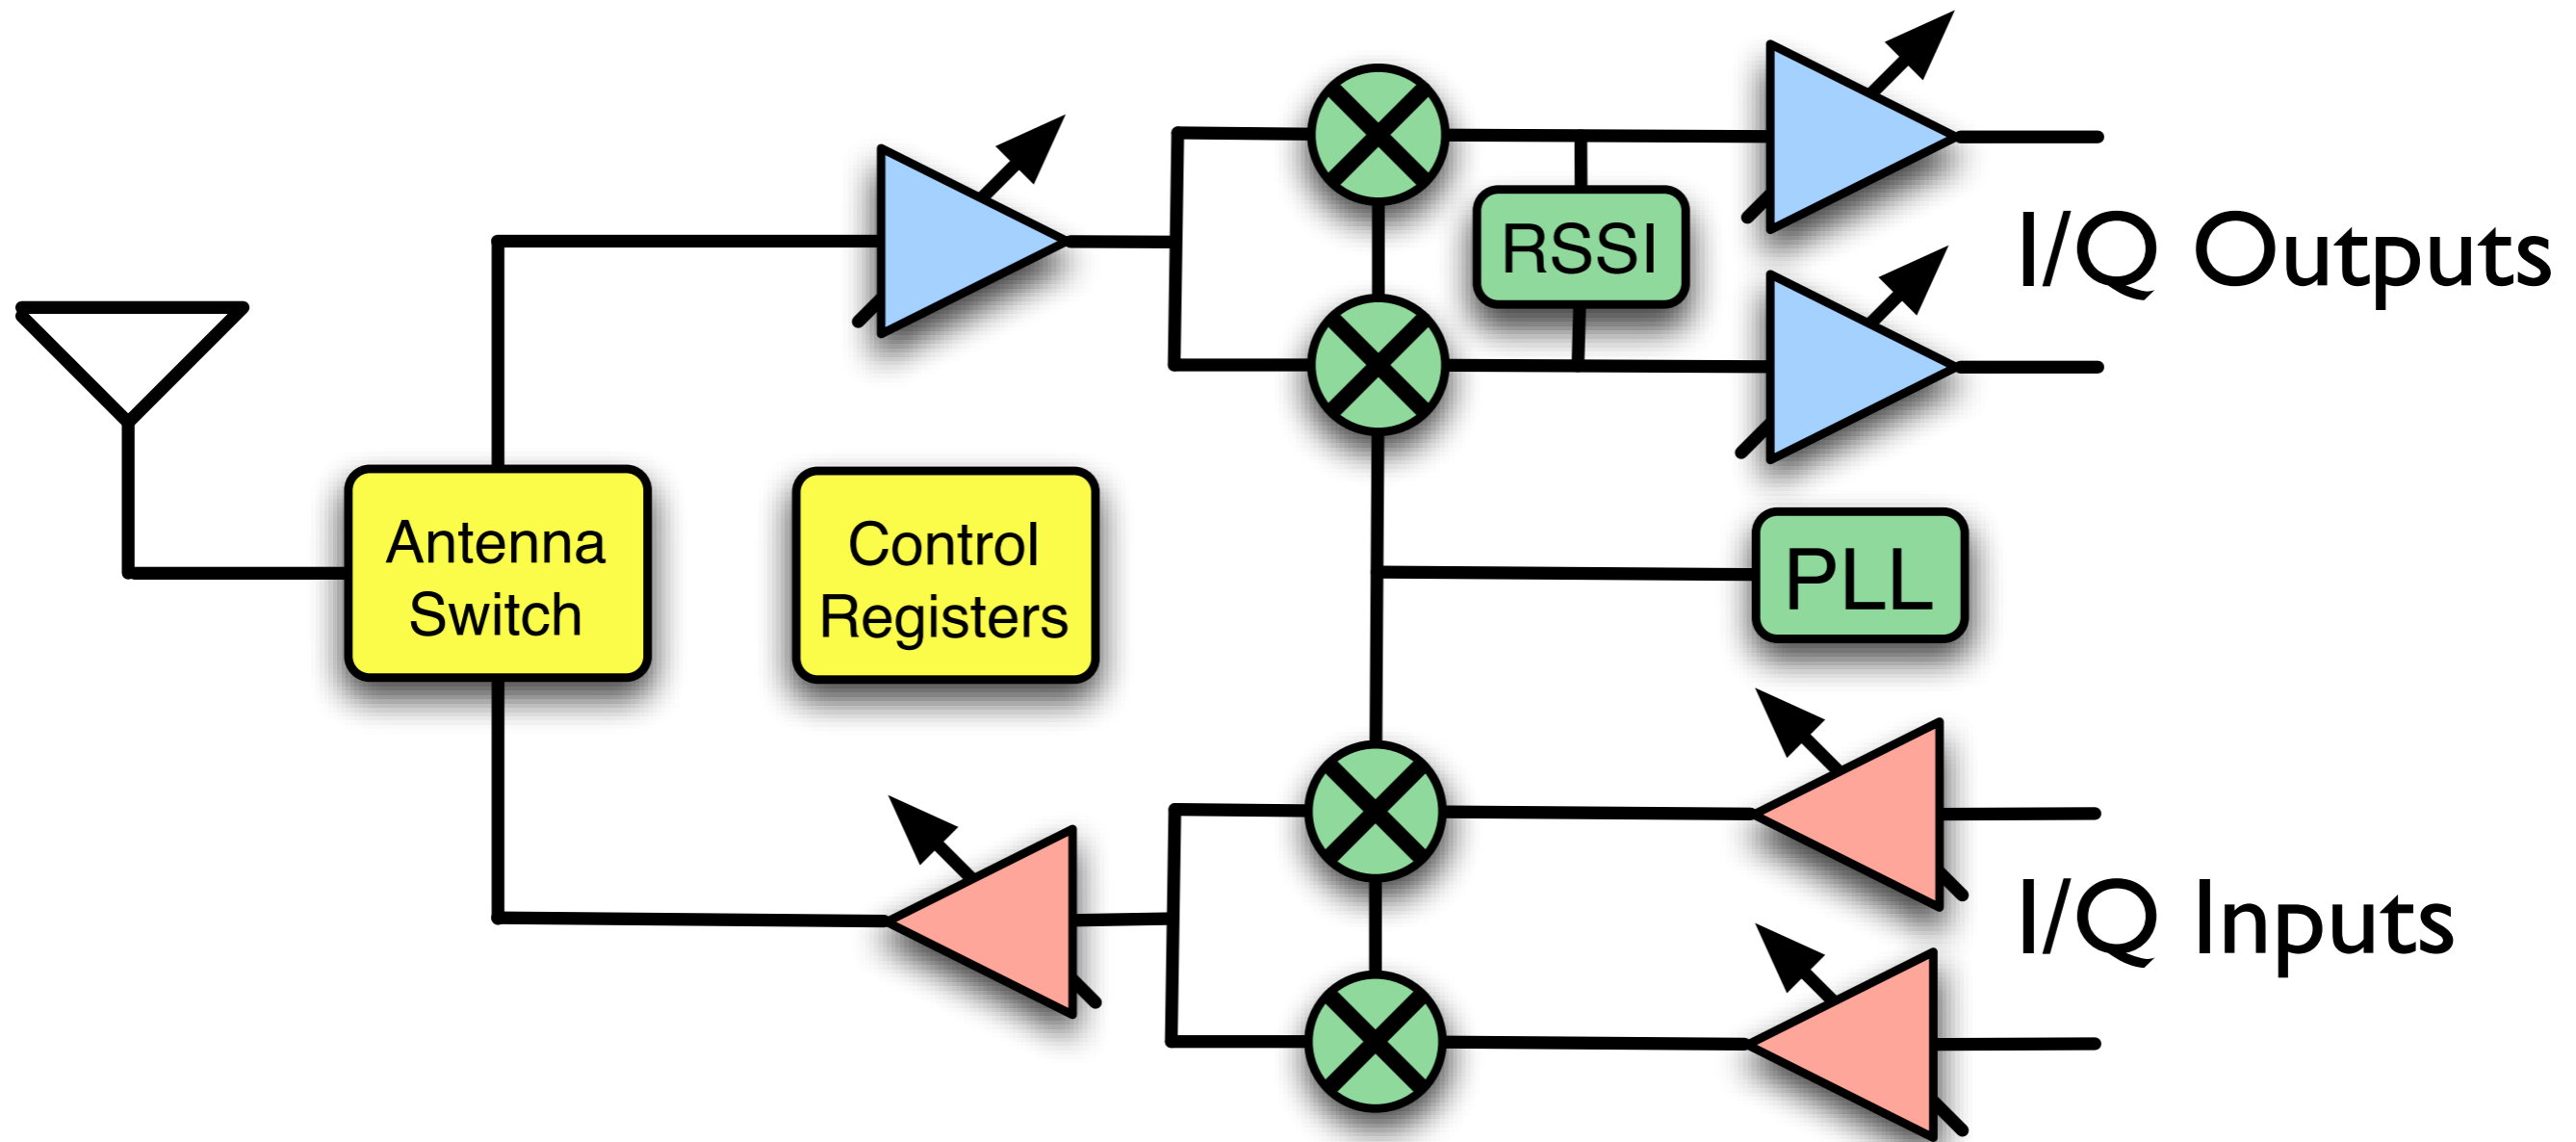 RSSI
I/Q Outputs
Antenna
Switch
Control
Registers
PLL
I/Q Inputs